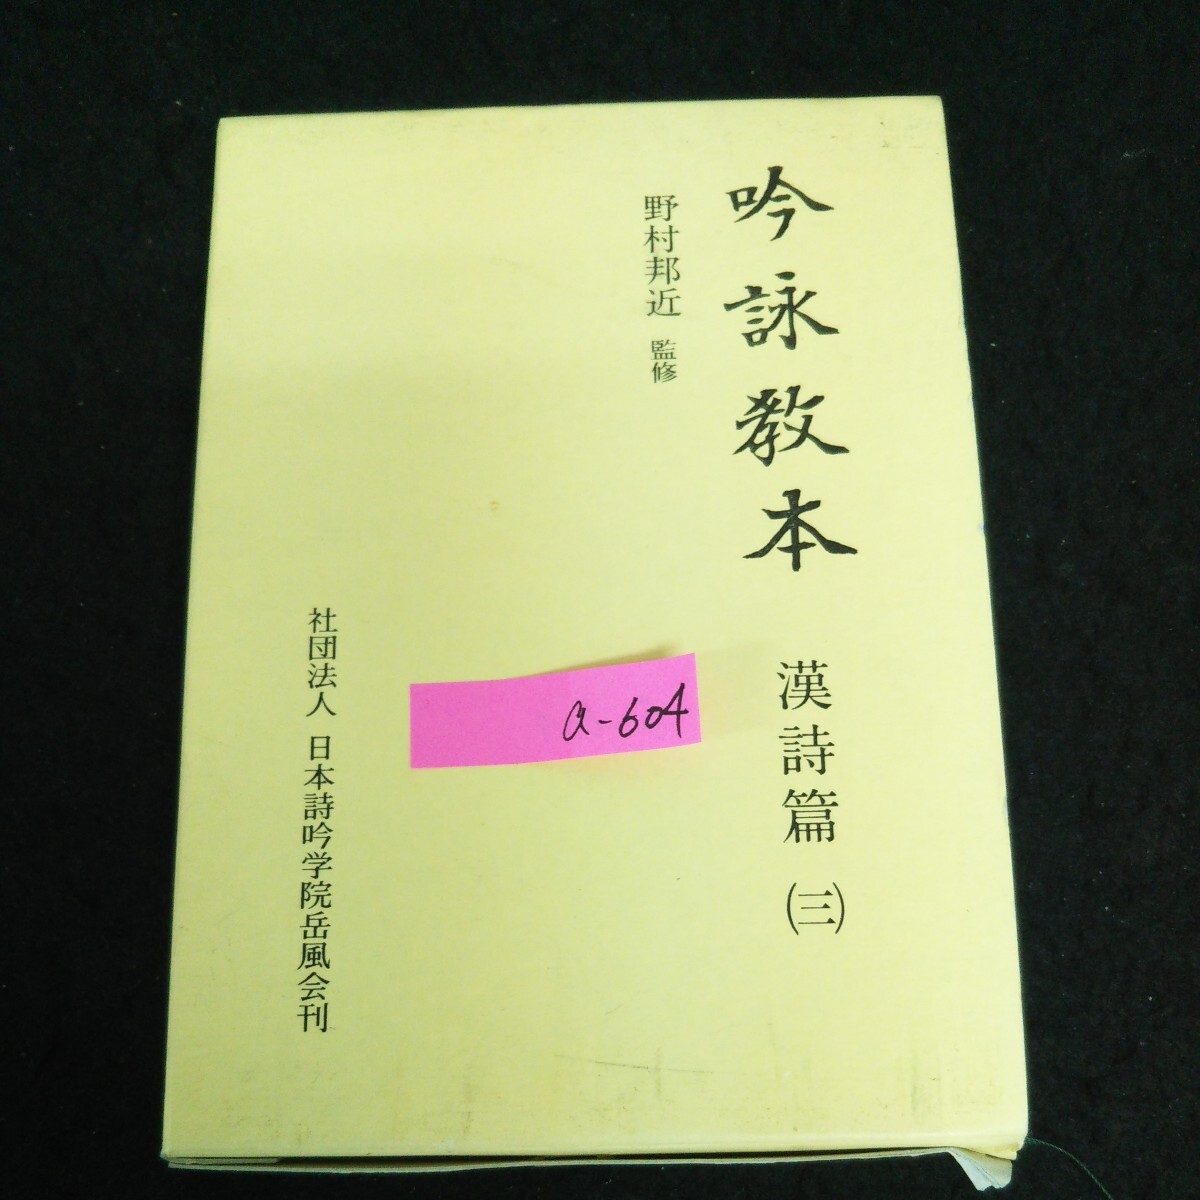 吟詠教本 漢詩篇 (三)
野村邦近 監修
a-604
社団法人 日本詩吟学院岳風会刊